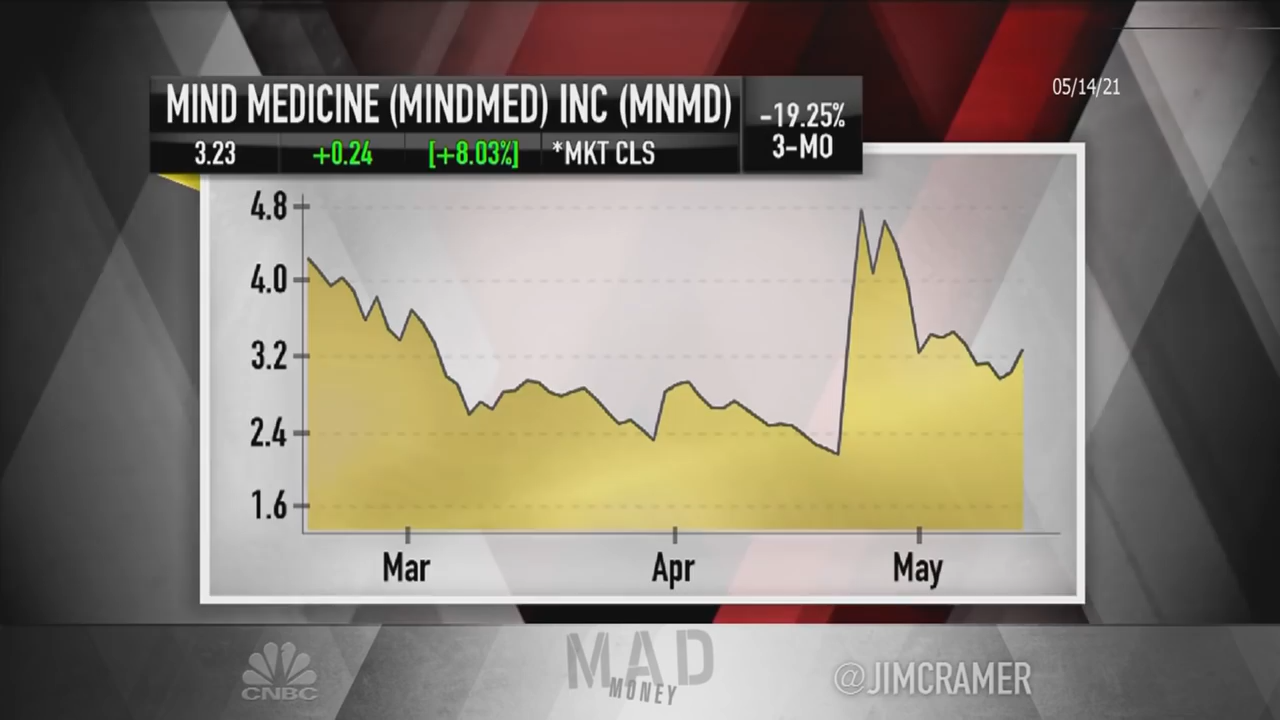 05/14/21
MIND MEDICINE (MINDMED) INC (MNMD)
3.23 +0.24 [+8.03%] *MKT CLS
-19.25%
3-MO
4.8
4.0
3.2
2.4
1.6
Mar Apr May
CNBC
MAD
MONEY
@JIMCRAMER